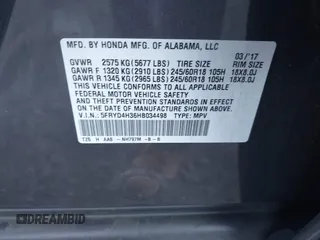 MFD. BY HONDA MFG. OF ALABAMA, LLC
03/'17
GVWR 2575 KG(5677 LBS) TIRE SIZE RIM SIZE
GAWR F 1320 KG(2910 LBS) 245/60R18 105H 18X8.0J
GAWR R 1345 KG(2965 LBS) 245/60R18 105H 18X8.0J
THIS VEHICLE CONFORMS TO ALL APPLICABLE
FEDERAL MOTOR VEHICLE SAFETY
AND THEFT PREVENTION STANDARDS IN EFFECT ON
THE DATE OF MANUFACTURE SHOWN ABOVE.
V.I.N.: 5FRYD4H36HB034498 TYPE: MPV
TZ5 H AAE -NH797M -B -B
DREAMBID